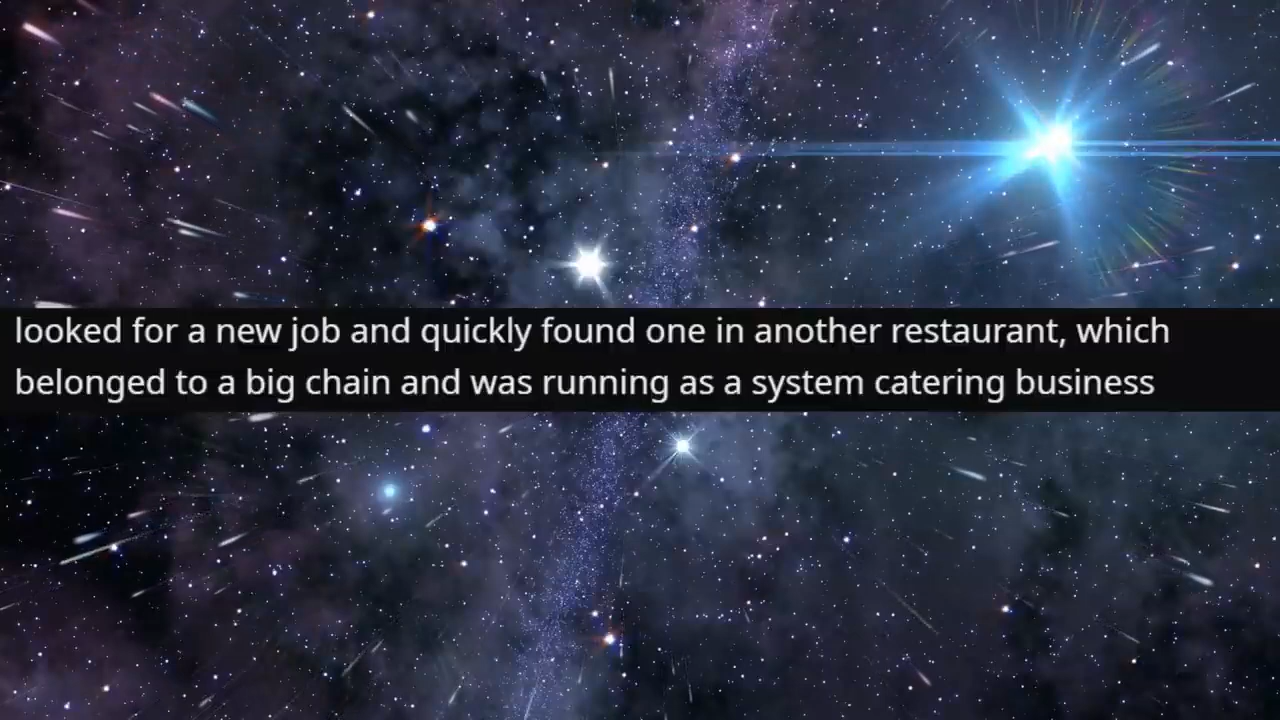 looked for a new job and quickly found one in another restaurant, which
belonged to a big chain and was running as a system catering business